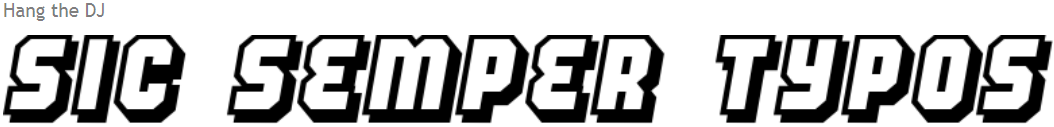 Hang the DJ
SIC SEMPER TYPOS